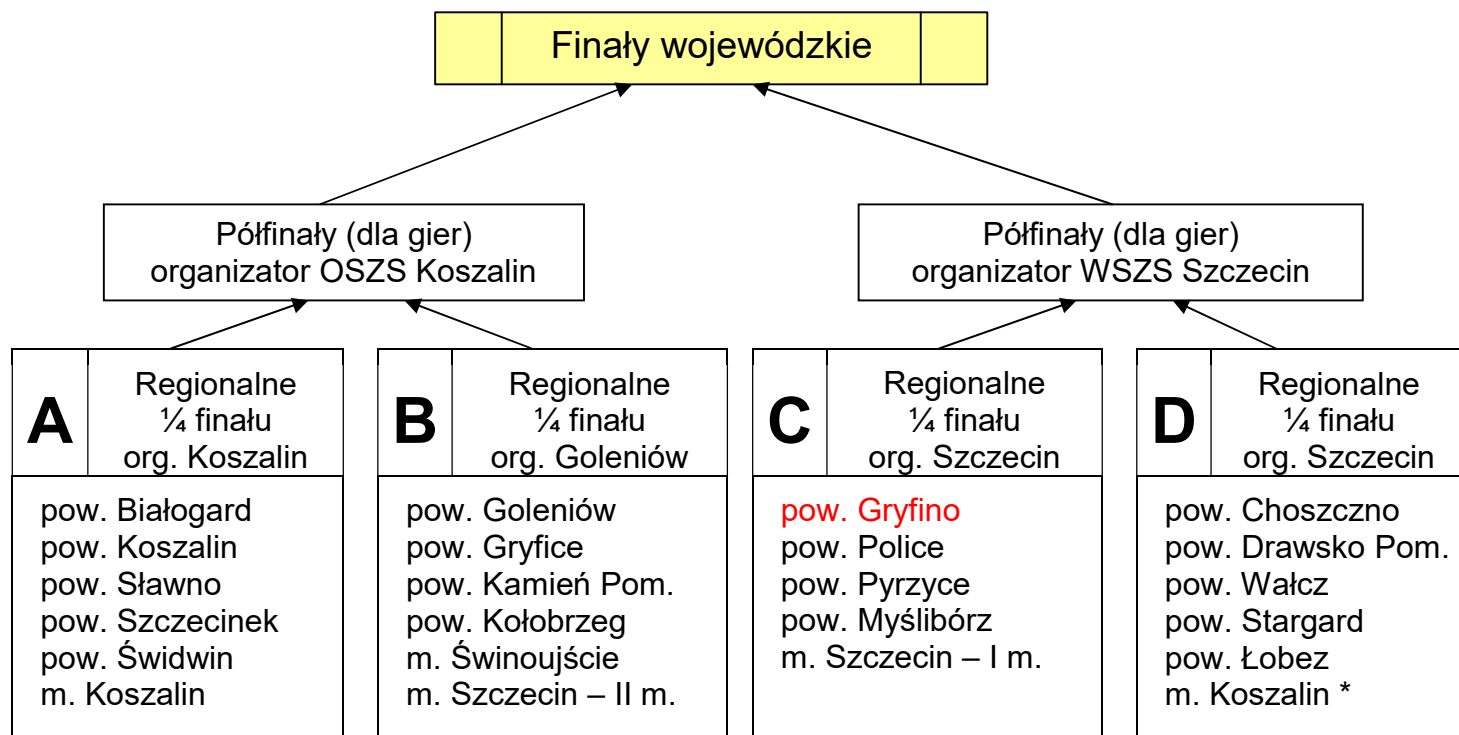 Finały wojewódzkie
Półfinały (dla gier)
organizator OSZS Koszalin
Półfinały (dla gier)
organizator WSZS Szczecin
A
Regionalne
¼ finału
org. Koszalin
pow. Białogard
pow. Koszalin
pow. Sławno
pow. Szczecinek
pow. Świdwin
m. Koszalin
B
Regionalne
¼ finału
org. Goleniów
pow. Goleniów
pow. Gryfice
pow. Kamień Pom.
pow. Kołobrzeg
m. Świnoujście
m. Szczecin – II m.
C
Regionalne
¼ finału
org. Szczecin
pow. Gryfino
pow. Police
pow. Pyrzyce
pow. Myślibórz
m. Szczecin – I m.
D
Regionalne
¼ finału
org. Szczecin
pow. Choszczno
pow. Drawsko Pom.
pow. Wałcz
pow. Stargard
pow. Łobez
m. Koszalin *